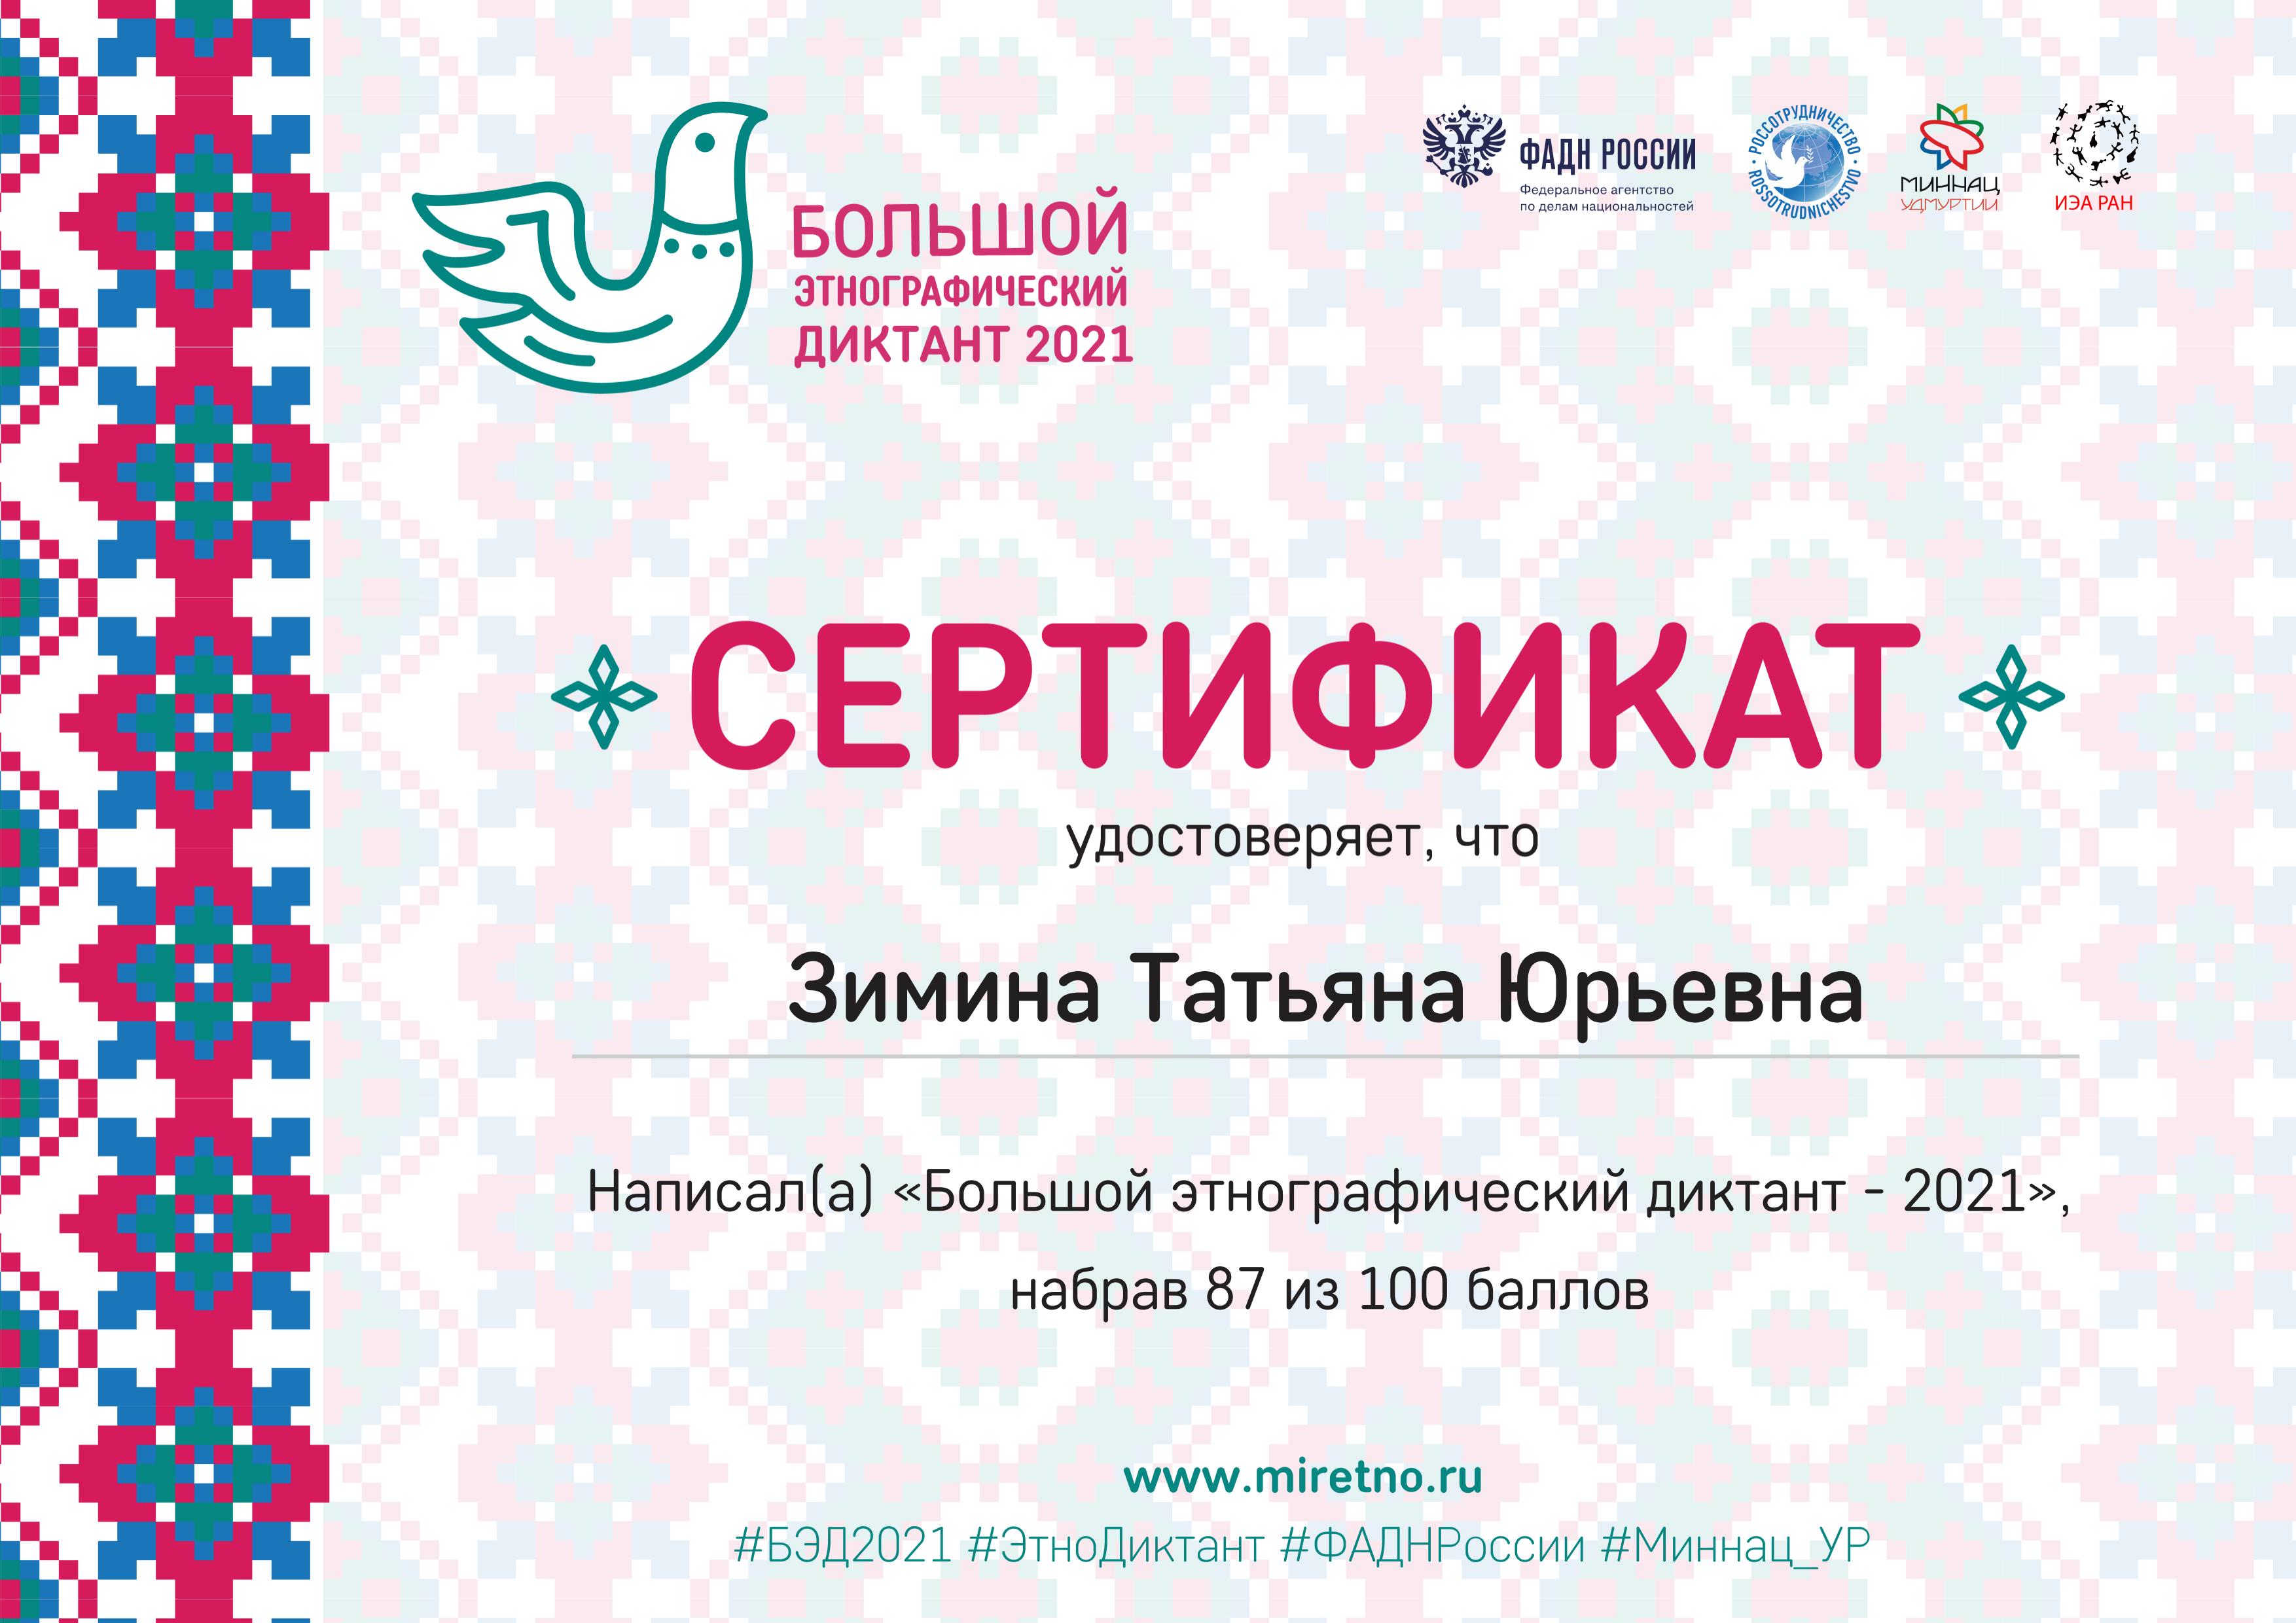 БОЛЬШОЙ
ЭТНОГРАФИЧЕСКИЙ
ДИКТАНТ 2021
ФАДН РОССИИ
Федеральное агентство
по делам национальностей
РОССОТРУДНИЧЕСТВО
ROSSOTRUDNICHESTVO
МИННАЦ
УДМУРТИИ
ИЭА РАН
СЕРТИФИКАТ
удостоверяет, что
Зимина Татьяна Юрьевна
Написал(а) «Большой этнографический диктант - 2021»,
набрав 87 из 100 баллов
www.miretno.ru
#БЭД2021 #ЭтноДиктант #ФАДНРоссии #Миннац_УР